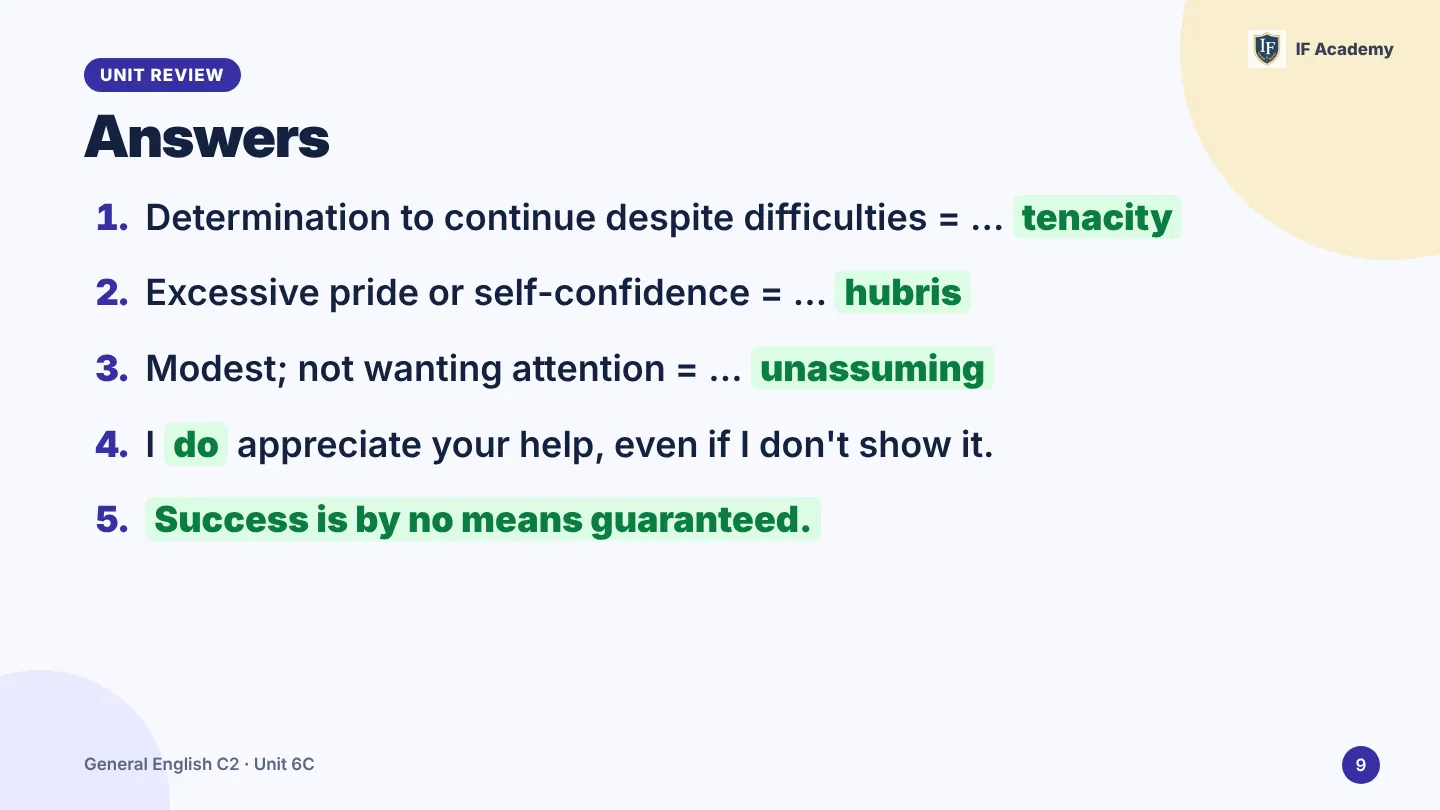 IF IF Academy
UNIT REVIEW
Answers
1. Determination to continue despite difficulties = ... tenacity
2. Excessive pride or self-confidence = ... hubris
3. Modest; not wanting attention = ... unassuming
4. I do appreciate your help, even if I don't show it.
5. Success is by no means guaranteed.
General English C2 · Unit 6C
9